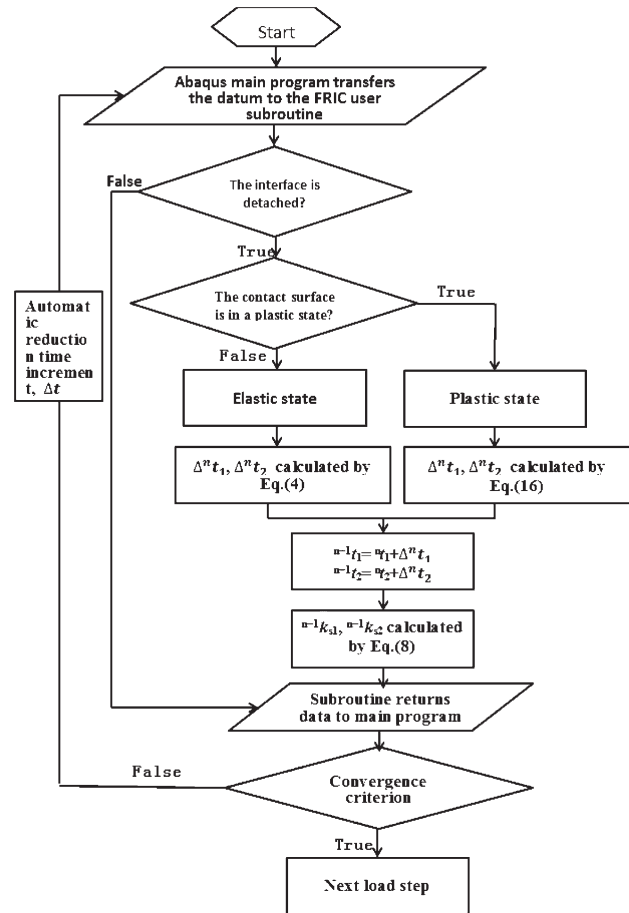 Start
Abaqus main program transfers
the datum to the FRIC user
subroutine
False
The interface is
detached?
True
The contact surface
is in a plastic state?
True
False
Automat
ic
reductio
n time
incremen
t, Δt
Elastic state
Plastic state
Δⁿt₁, Δⁿt₂ calculated by
Eq.(4)
Δⁿt₁, Δⁿt₂ calculated by
Eq.(16)
ⁿ⁻¹t₁= ⁿt₁+Δⁿt₁
ⁿ⁻¹t₂= ⁿt₂+Δⁿt₂
ⁿ⁻¹kₛ₁, ⁿ⁻¹kₛ₂ calculated
by Eq.(8)
Subroutine returns
data to main program
False
Convergence
criterion
True
Next load step